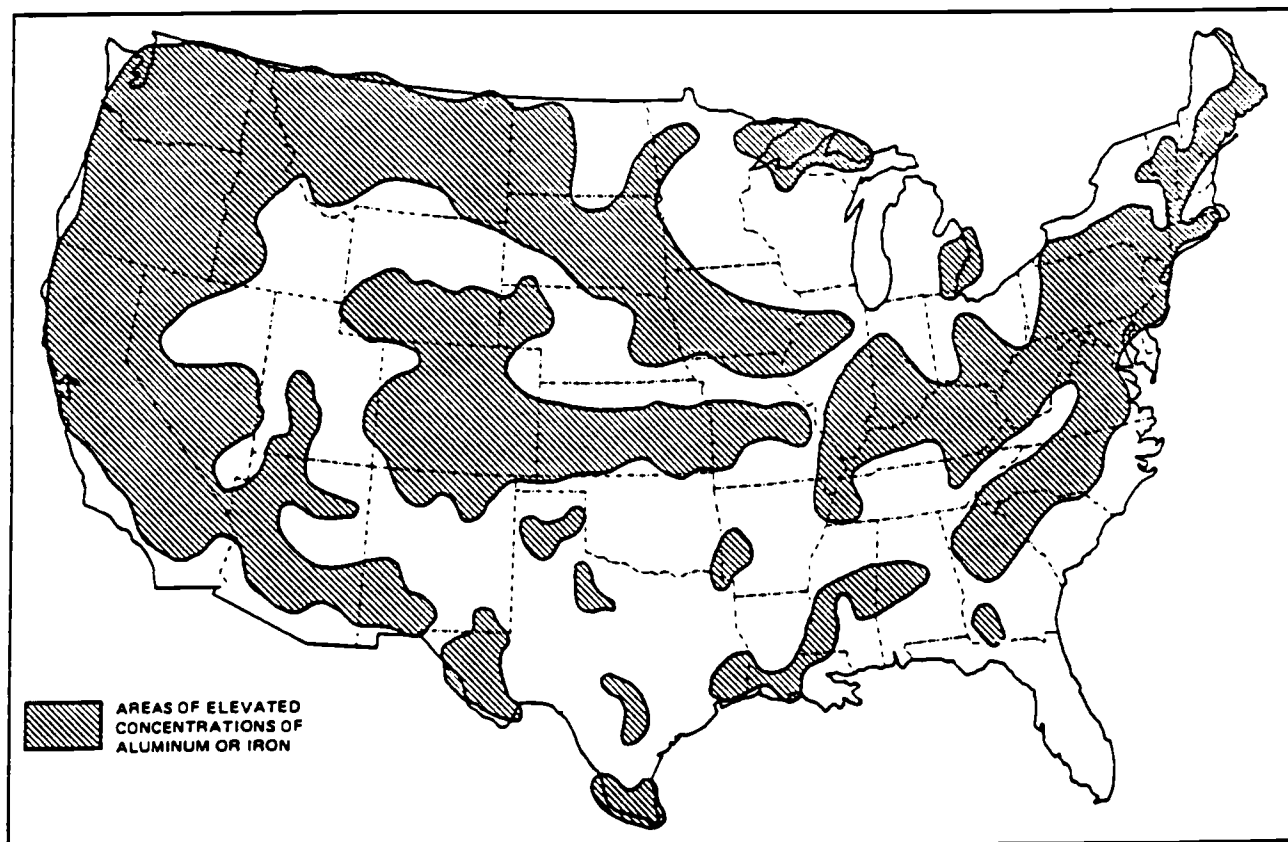 AREAS OF ELEVATED
CONCENTRATIONS OF
ALUMINUM OR IRON